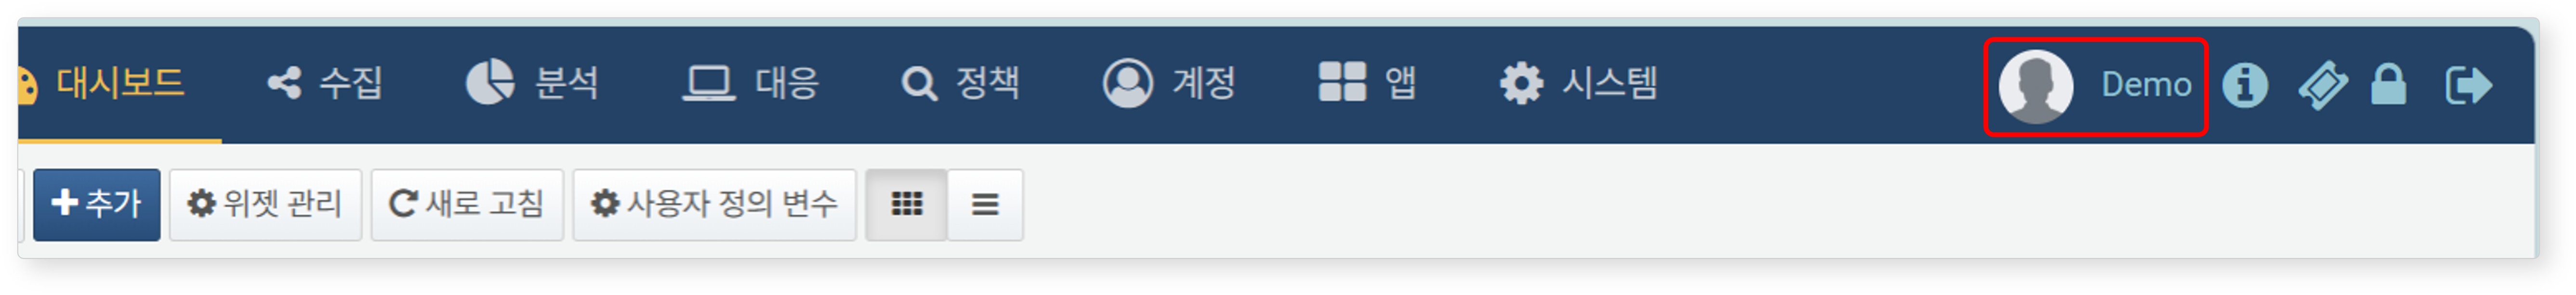 대시보드 수집 분석 대응 정책 계정 앱 시스템 Demo
추가 위젯 관리 새로 고침 사용자 정의 변수